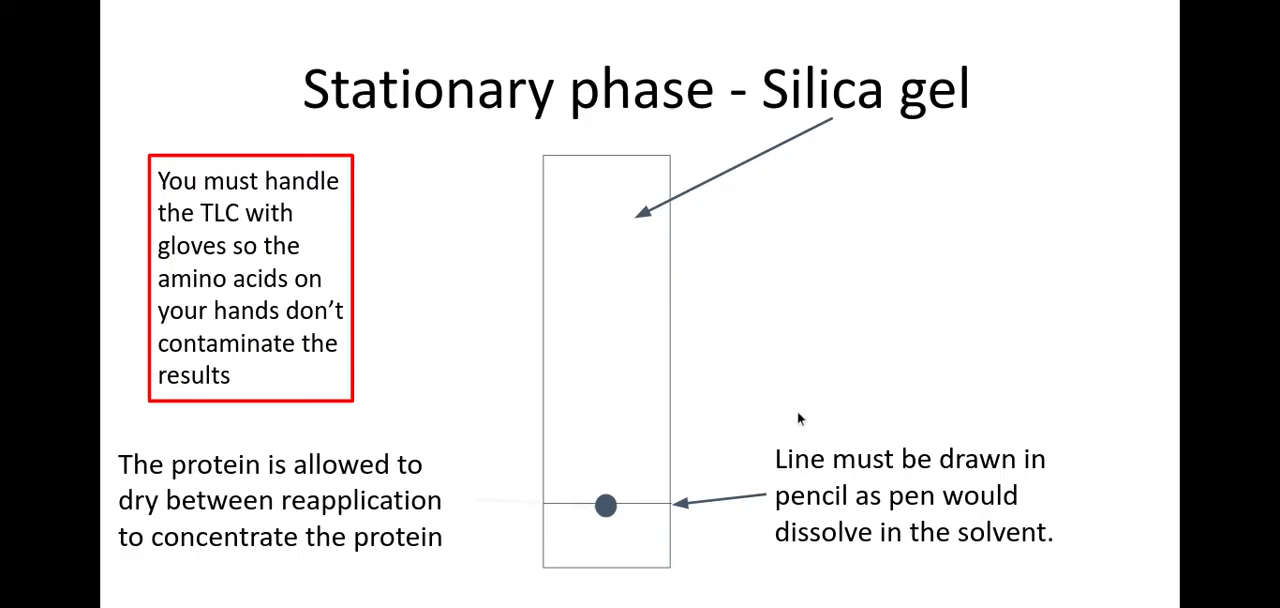 Stationary phase - Silica gel
You must handle
the TLC with
gloves so the
amino acids on
your hands don’t
contaminate the
results
The protein is allowed to
dry between reapplication
to concentrate the protein
Line must be drawn in
pencil as pen would
dissolve in the solvent.